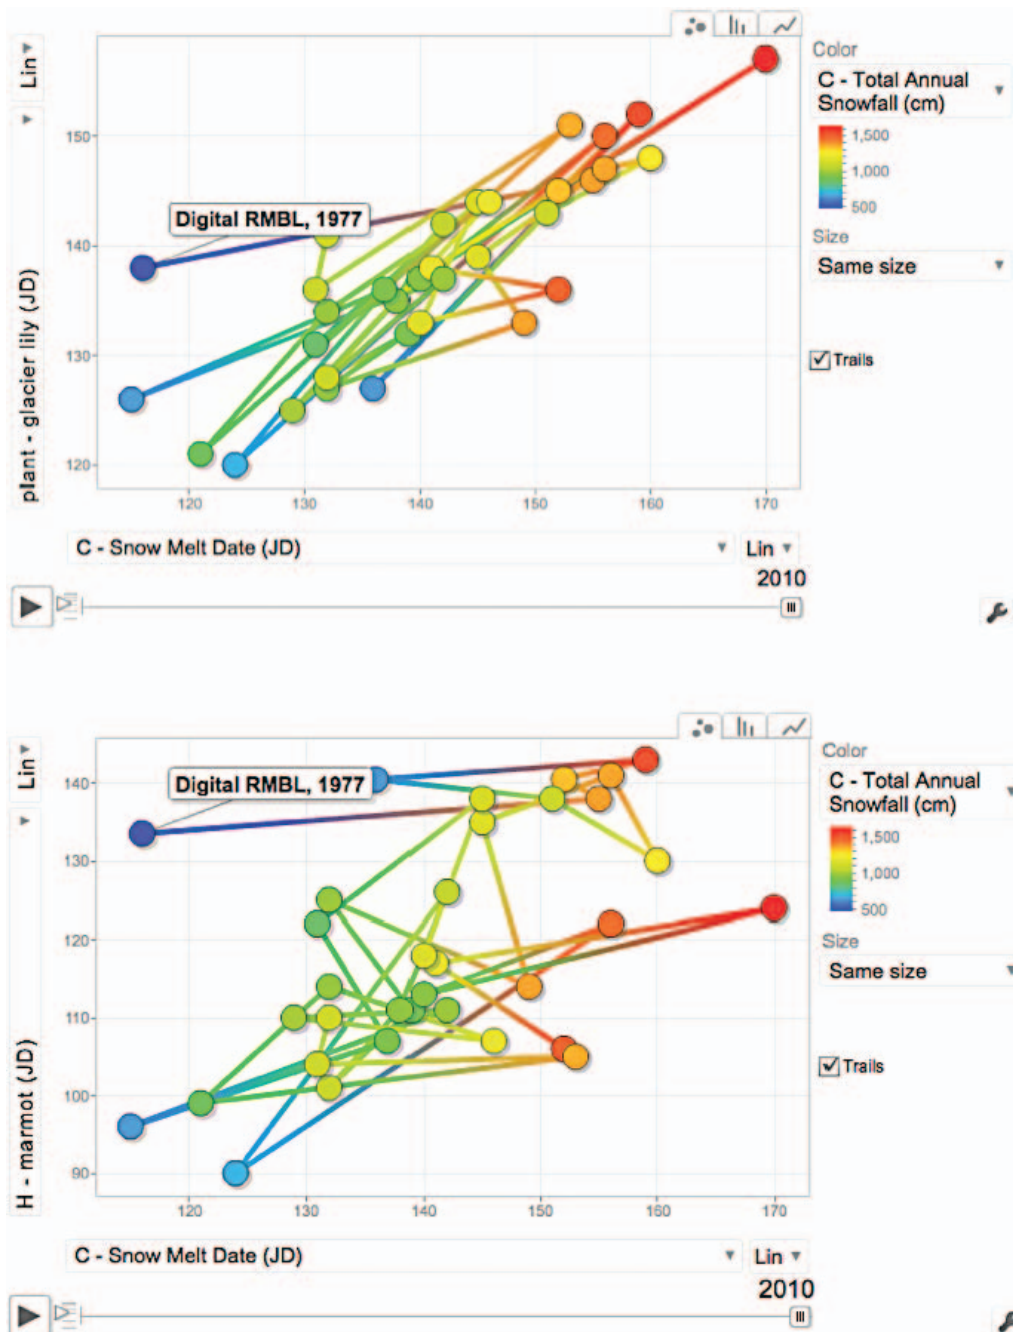 Lin
plant - glacier lily (JD)
150
140
130
120
Digital RMBL, 1977
120 130 140 150 160 170
C - Snow Melt Date (JD)
Lin
2010
Color
C - Total Annual
Snowfall (cm)
1,500
1,000
500
Size
Same size
Trails
Lin
H - marmot (JD)
140
130
120
110
100
90
Digital RMBL, 1977
120 130 140 150 160 170
C - Snow Melt Date (JD)
Lin
2010
Color
C - Total Annual
Snowfall (cm)
1,500
1,000
500
Size
Same size
Trails